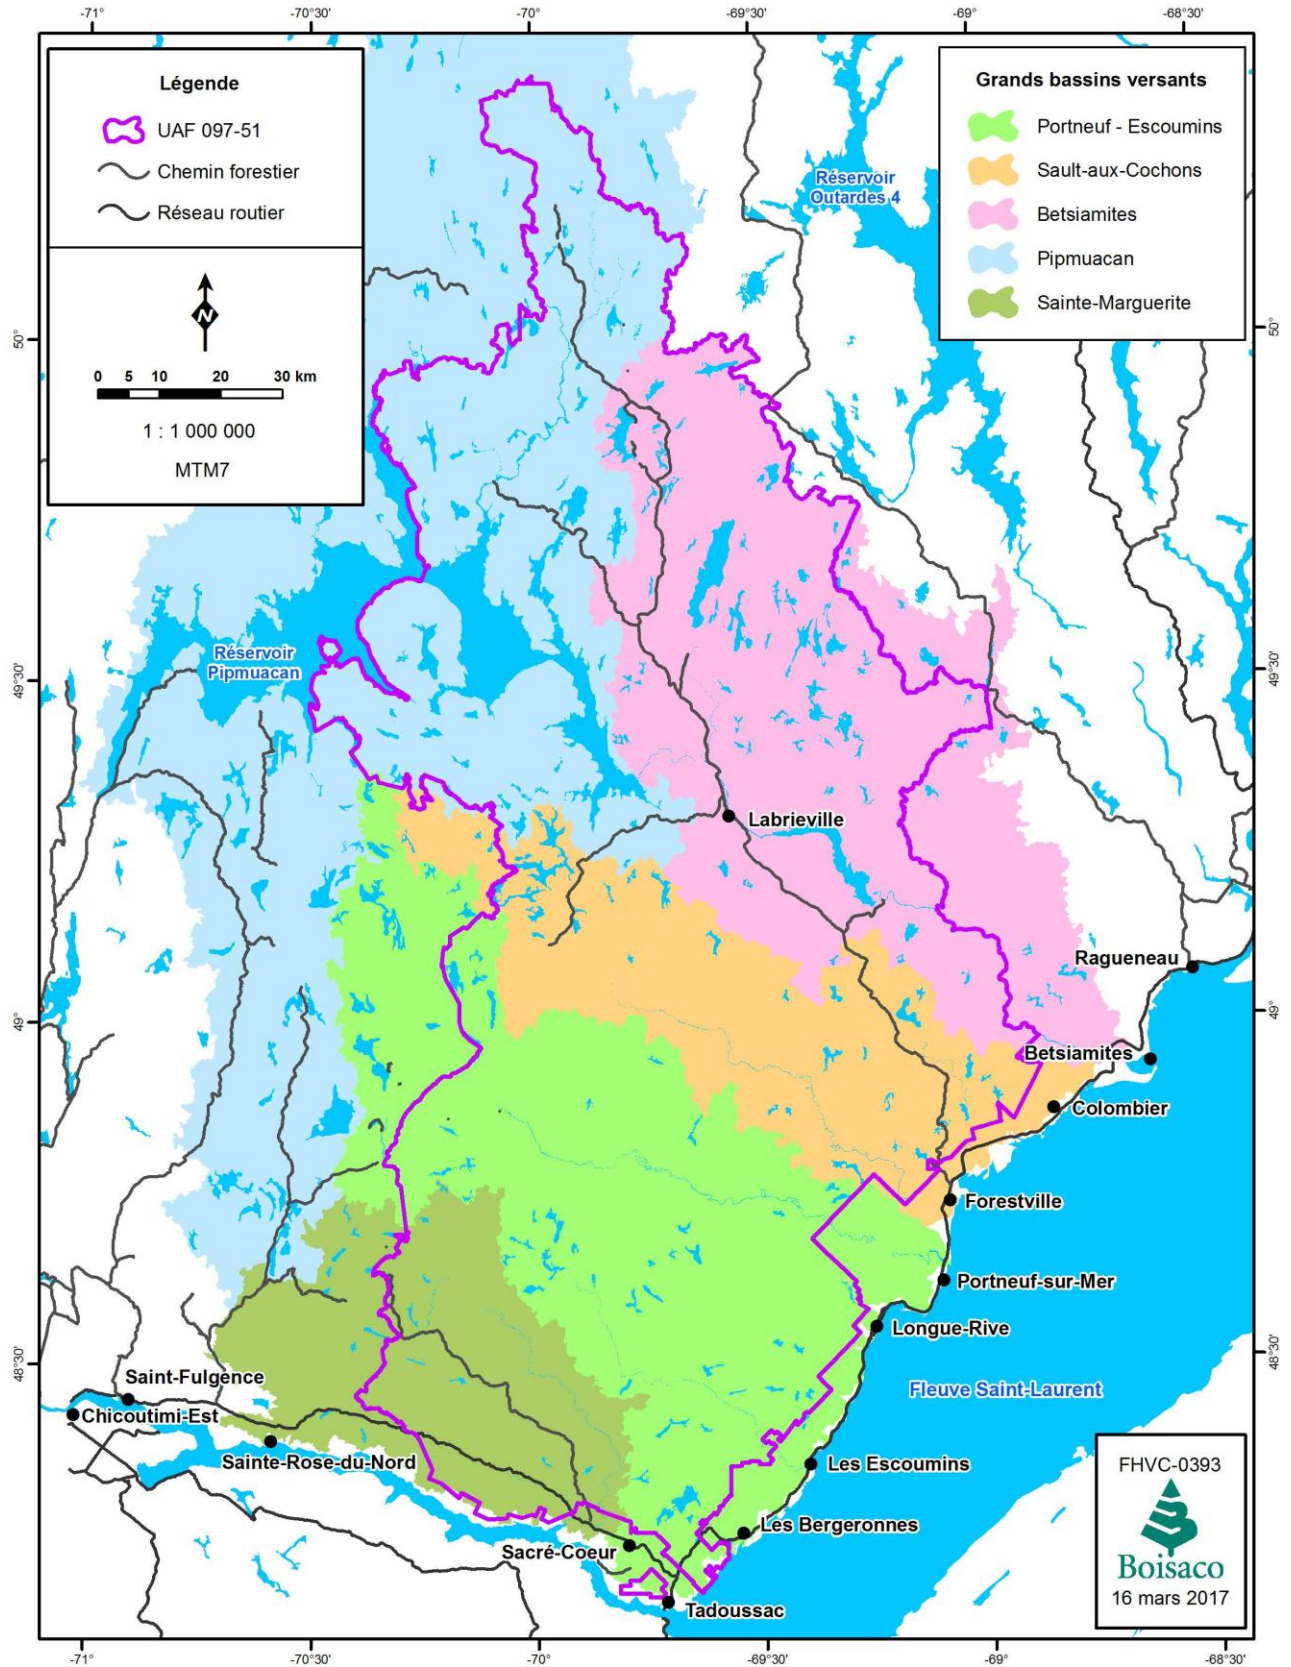 -71°
-70°30'
-70°
-69°30'
-69°
-68°30'
Légende
UAF 097-51
Chemin forestier
Réseau routier
N
0 5 10 20 30 km
1 : 1 000 000
MTM7
Grands bassins versants
Portneuf - Escoumins
Sault-aux-Cochons
Betsiamites
Pipmuacan
Sainte-Marguerite
Réservoir
Outardes 4
50°
50°
Réservoir
Pipmuacan
49°30'
49°30'
Labrieville
Ragueneau
49°
49°
Betsiamites
Colombier
Forestville
Portneuf-sur-Mer
Longue-Rive
48°30'
48°30'
Saint-Fulgence
Chicoutimi-Est
Fleuve Saint-Laurent
Sainte-Rose-du-Nord
Les Escoumins
Les Bergeronnes
Sacré-Coeur
Tadoussac
FHVC-0393
Boisaco
16 mars 2017
-71°
-70°30'
-70°
-69°30'
-69°
-68°30'